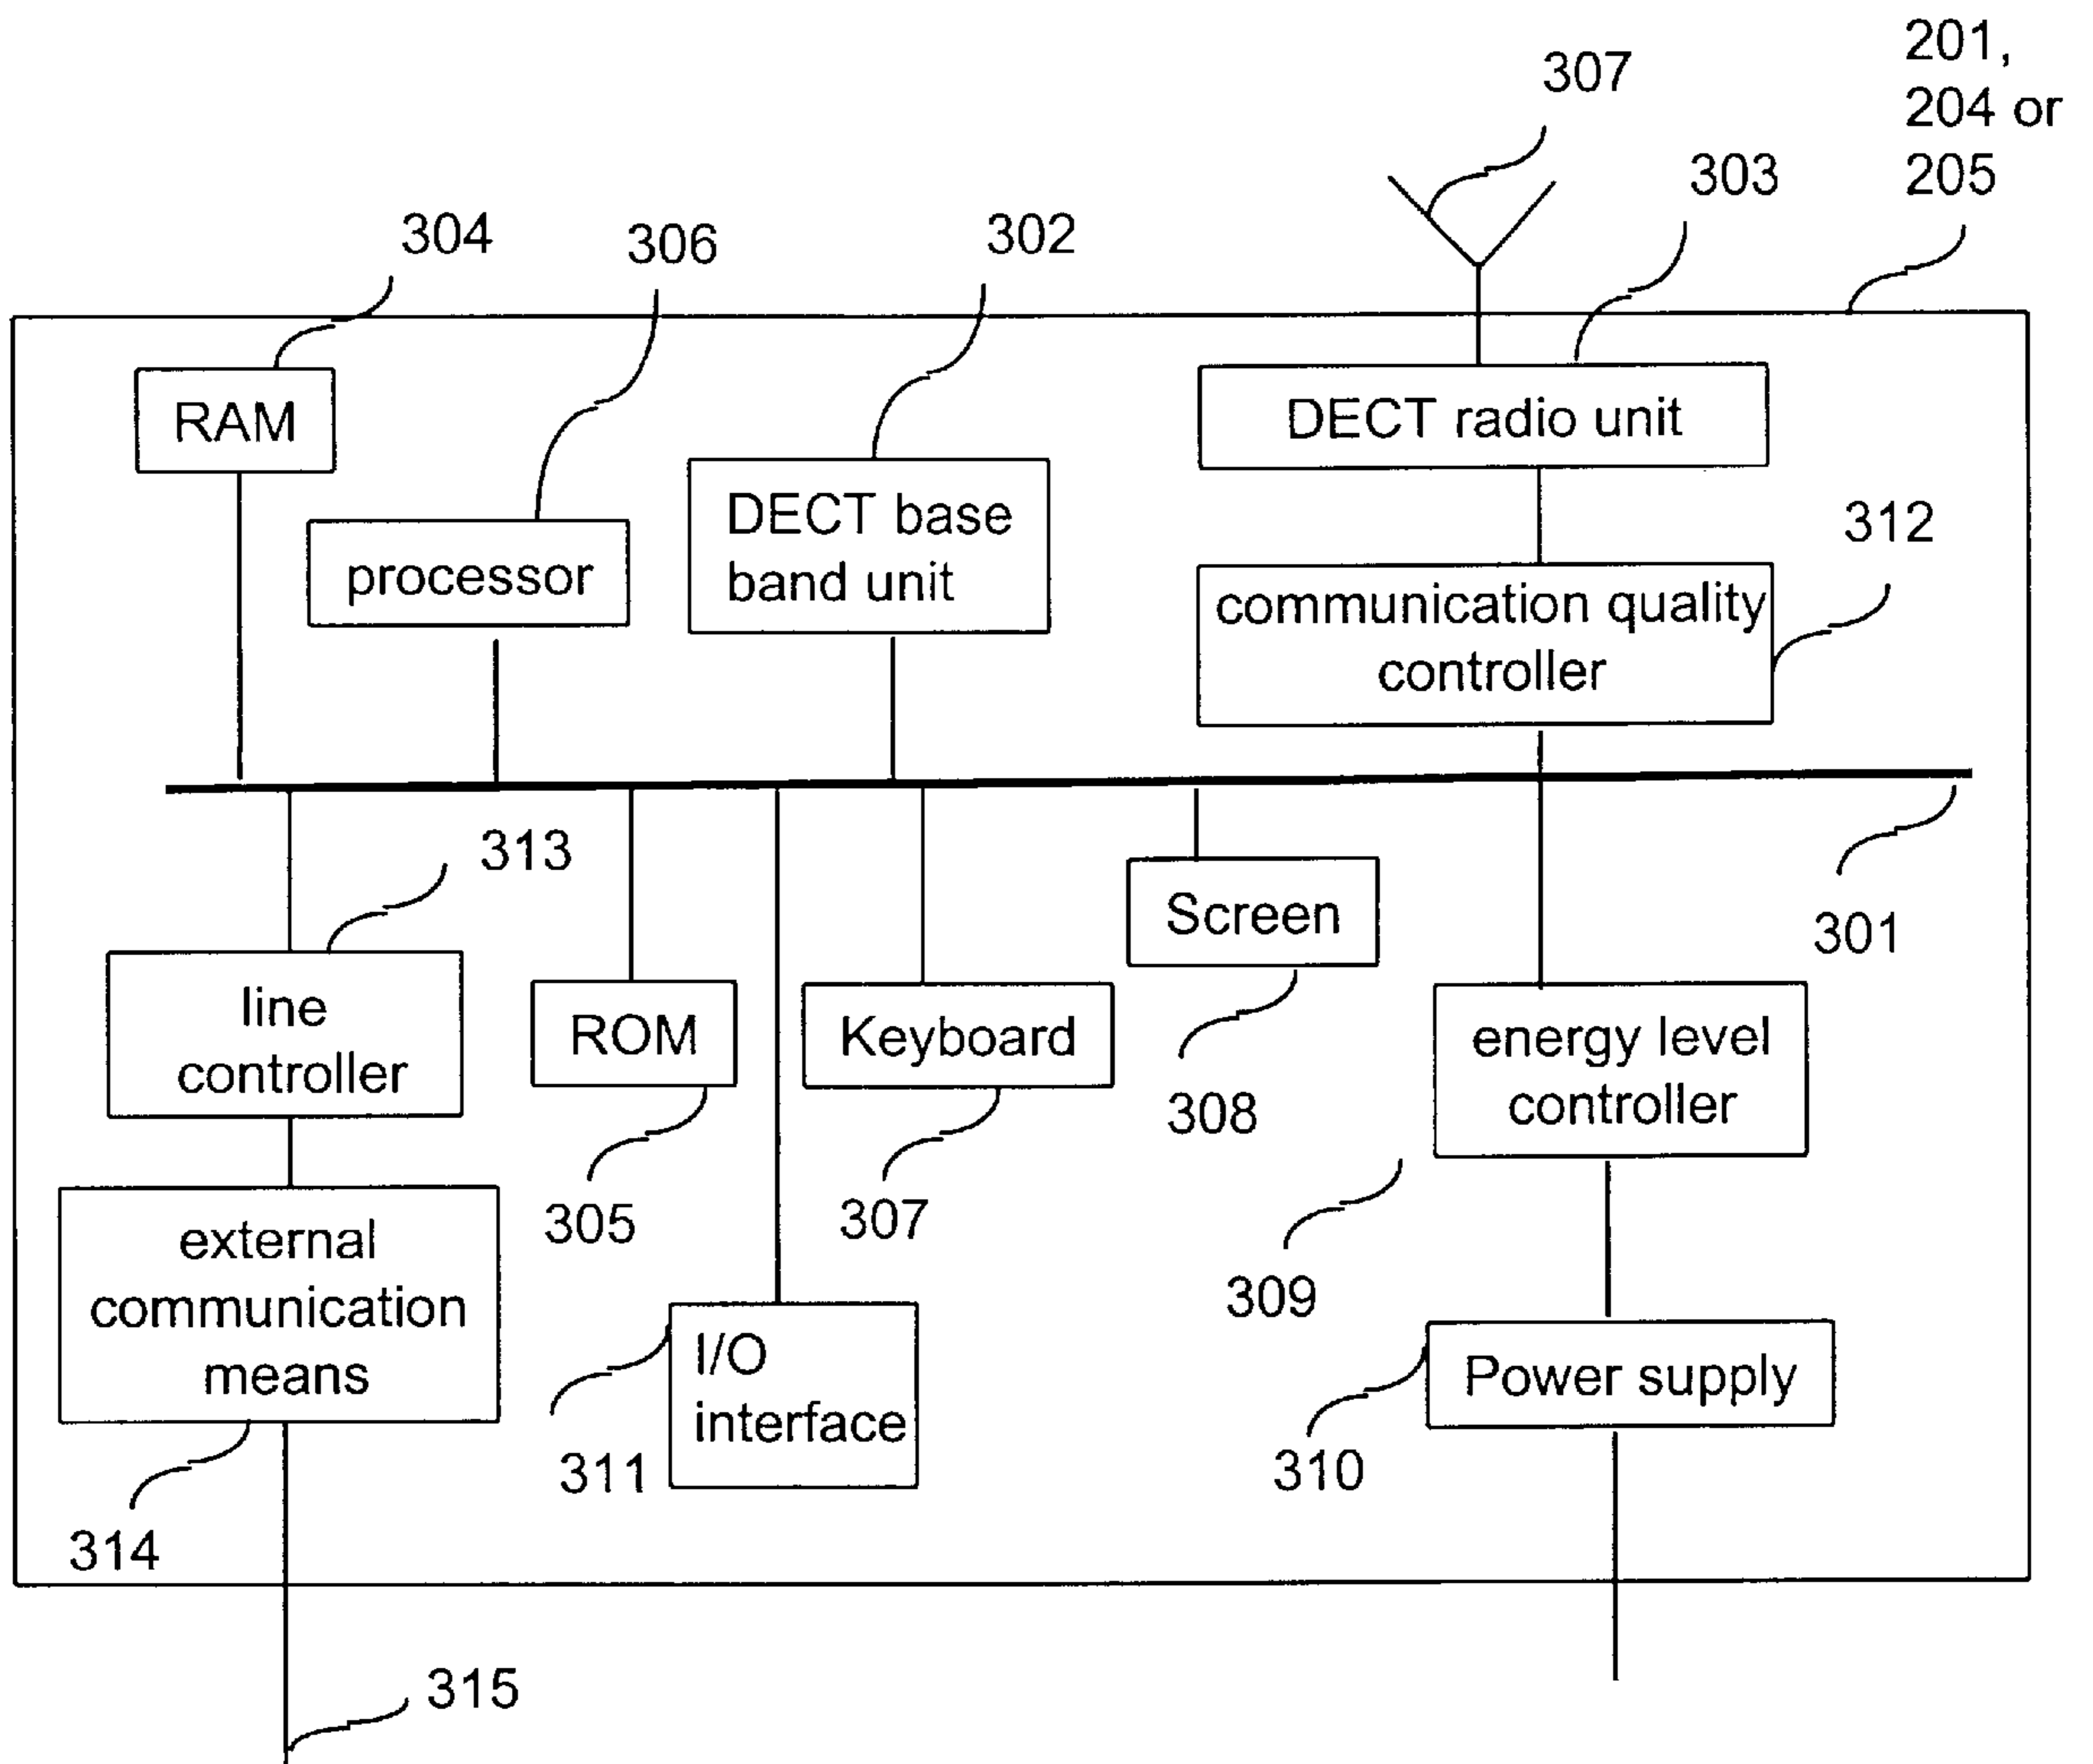 201,
204 or
205
307
303
304
306
302
RAM
DECT radio unit
DECT base
band unit
312
processor
communication quality
controller
313
301
Screen
line
controller
ROM
Keyboard
energy level
controller
308
305
307
309
external
communication
means
I/O
interface
Power supply
311
310
314
315